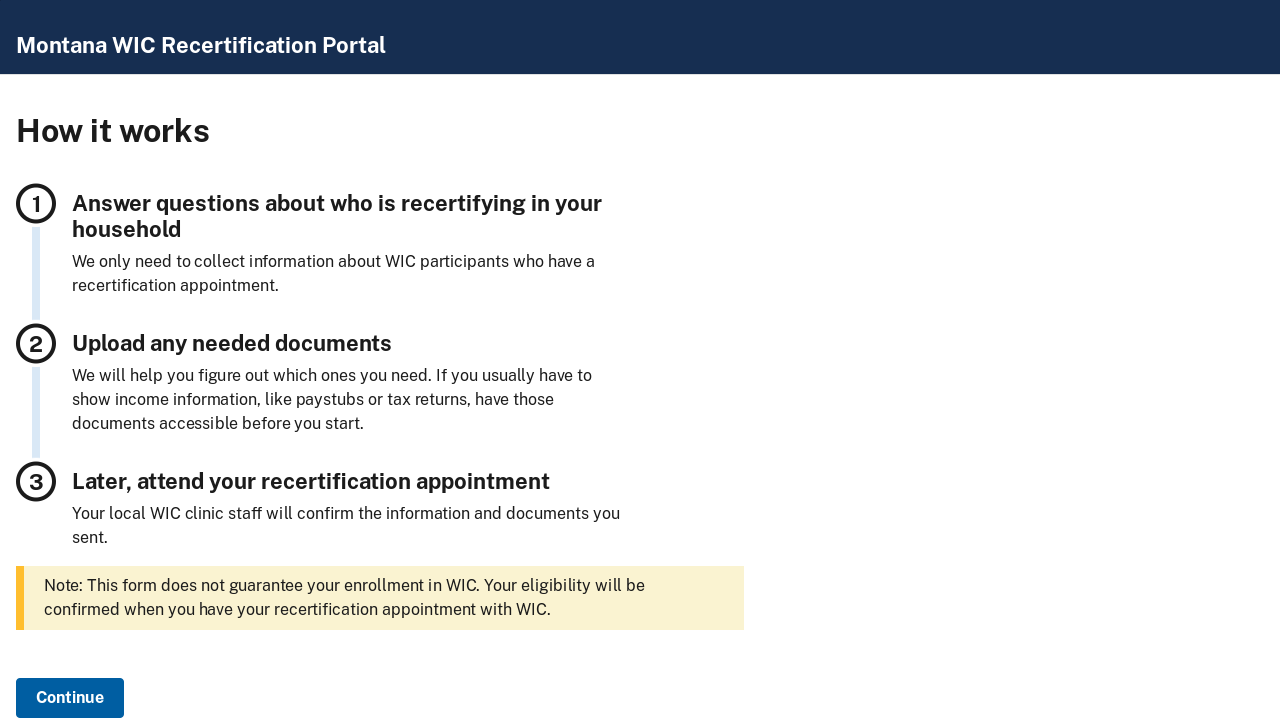 Montana WIC Recertification Portal
How it works
1
Answer questions about who is recertifying in your
household
We only need to collect information about WIC participants who have a
recertification appointment.
2
Upload any needed documents
We will help you figure out which ones you need. If you usually have to
show income information, like paystubs or tax returns, have those
documents accessible before you start.
3
Later, attend your recertification appointment
Your local WIC clinic staff will confirm the information and documents you
sent.
Note: This form does not guarantee your enrollment in WIC. Your eligibility will be
confirmed when you have your recertification appointment with WIC.
Continue